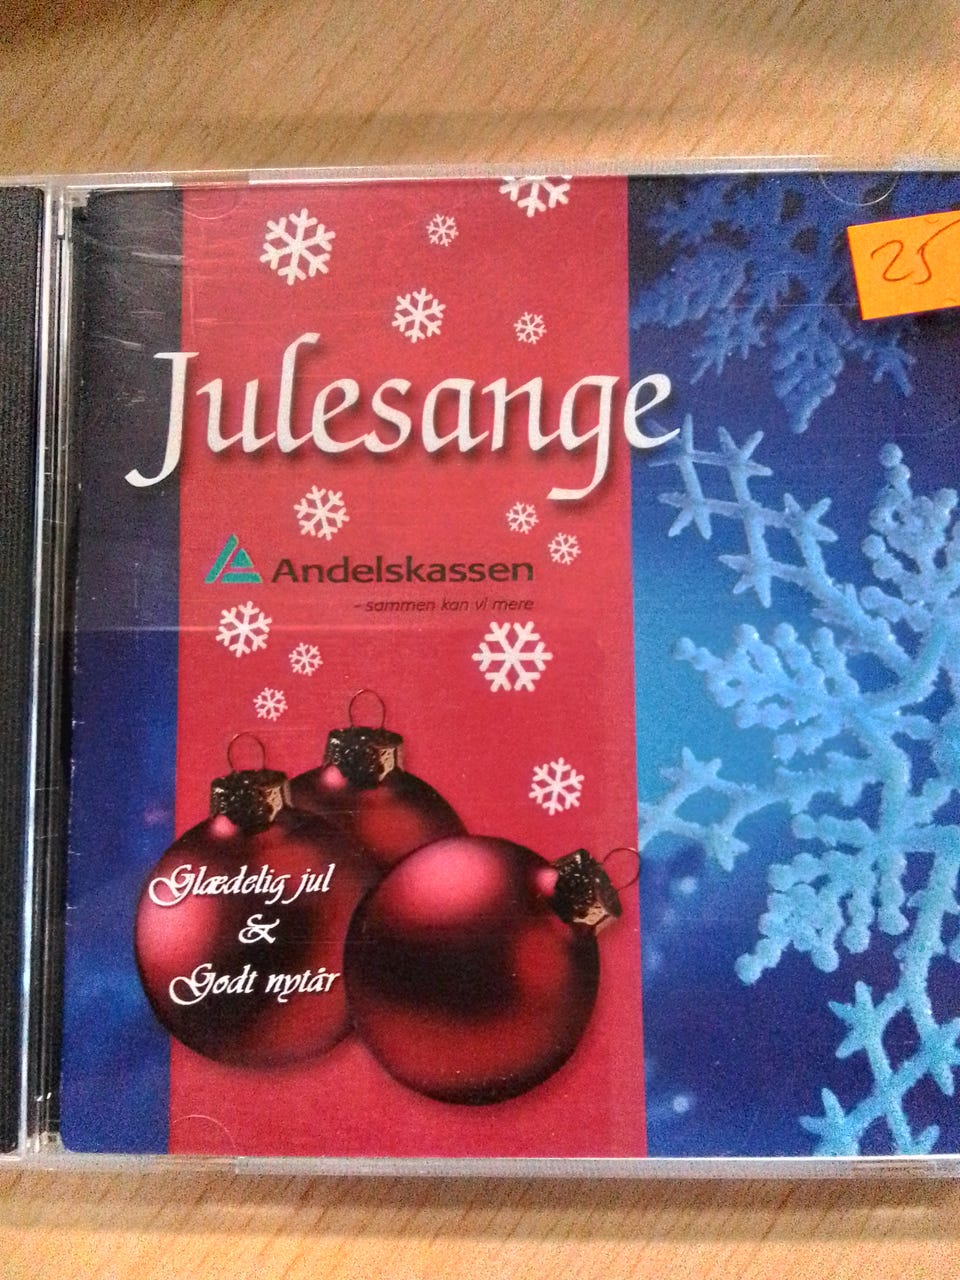 25
Julesange
Andelskassen
- sammen kan vi mere
Glædelig jul
&
Godt nytår